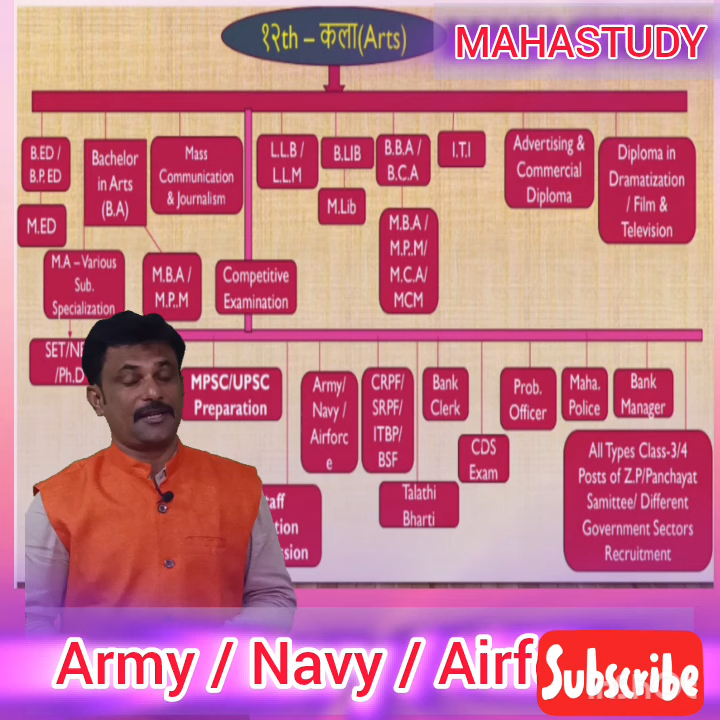 १२th – कला(Arts)
MAHASTUDY
B.ED /
B.P.ED
M.ED
Bachelor
in Arts
(B.A)
Mass
Communication
& Journalism
L.L.B /
L.L.M
B.LIB
M.Lib
B.B.A /
B.C.A
M.B.A /
M.P..M/
M.C.A/
MCM
I.T.I
Advertising &
Commercial
Diploma
Diploma in
Dramatization
/ Film &
Television
M.A – Various
Sub.
Specialization
M.B.A /
M.P..M
Competitive
Examination
/Ph.D
MPSC/UPSC
Preparation
Army/
Navy /
Airforc
e
CRPF/
SRPF/
ITBP/
BSF
Bank
Clerk
CDS
Exam
Prob.
Officer
Maha.
Police
Bank
Manager
Talathi
Bharti
All Types Class-3/4
Posts of Z.P/Panchayat
Samittee/ Different
Government Sectors
Recruitment
Army / Navy /
Subscribe